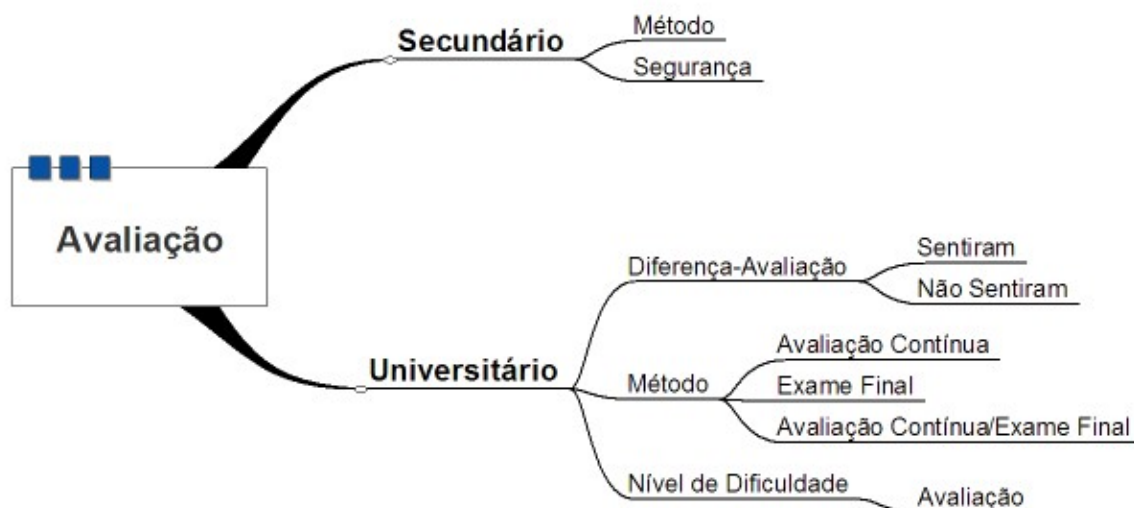 Avaliação
Secundário
Método
Segurança
Universitário
Diferença-Avaliação
Sentiram
Não Sentiram
Método
Avaliação Contínua
Exame Final
Avaliação Contínua/Exame Final
Nível de Dificuldade
Avaliação